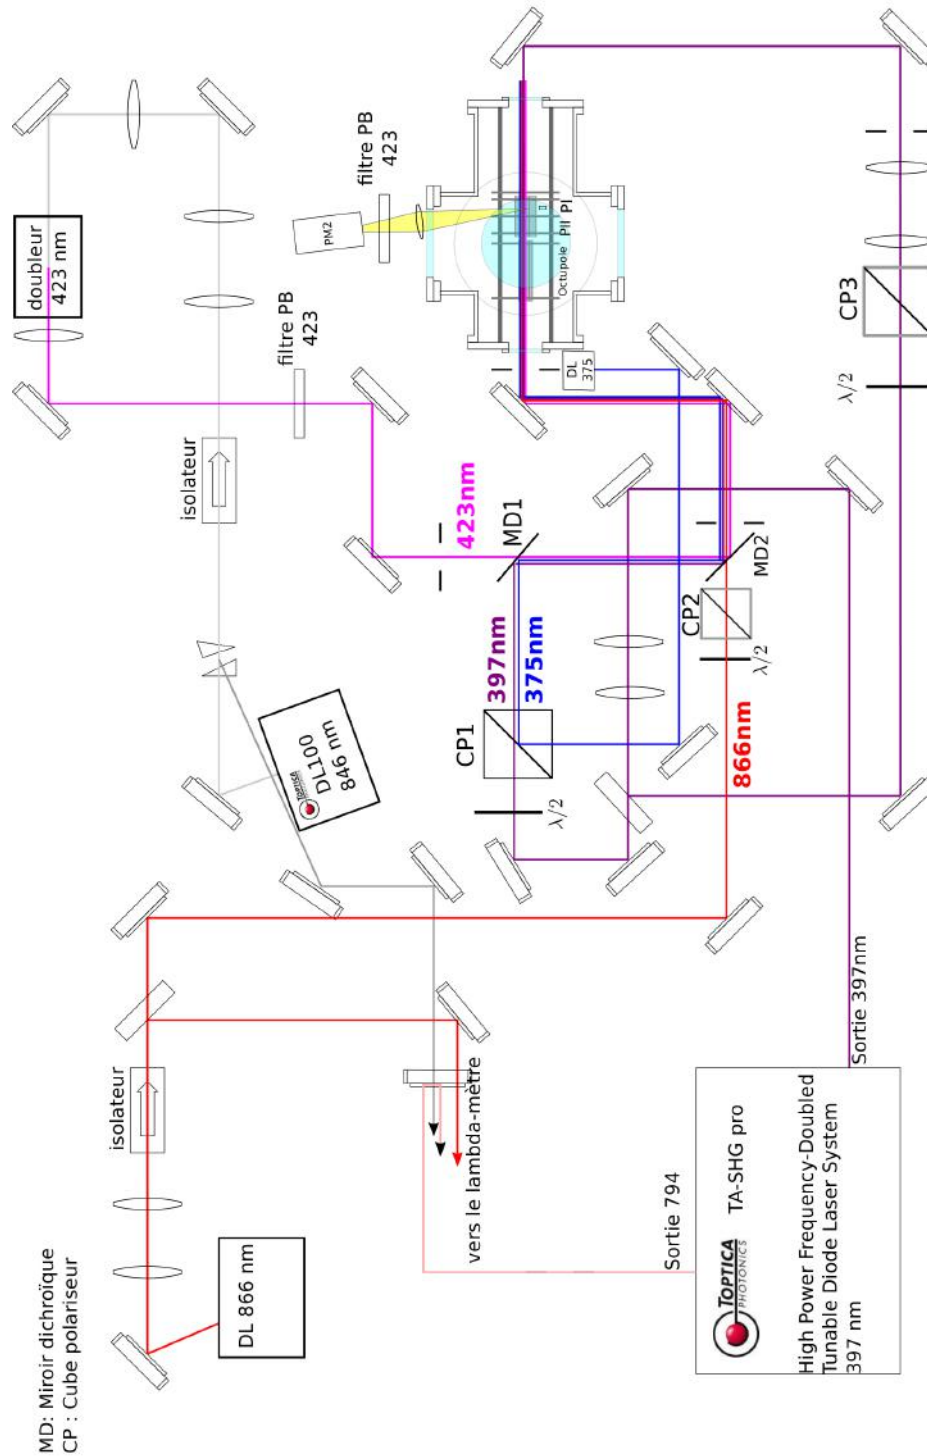 MD: Miroir dichroïque
CP : Cube polariseur
DL 866 nm
isolateur
TOPTICA
DL100
846 nm
isolateur
doubleur
423 nm
filtre PB
423
filtre PB
423
PM2
Octupole
PII
PI
II
DL
375
423nm
MD1
397nm
375nm
CP1
λ/2
CP2
λ/2
MD2
866nm
CP3
λ/2
vers le lambda-mètre
Sortie 794
Sortie 397nm
TOPTICA
PHOTONICS
TA-SHG pro
High Power Frequency-Doubled
Tunable Diode Laser System
397 nm